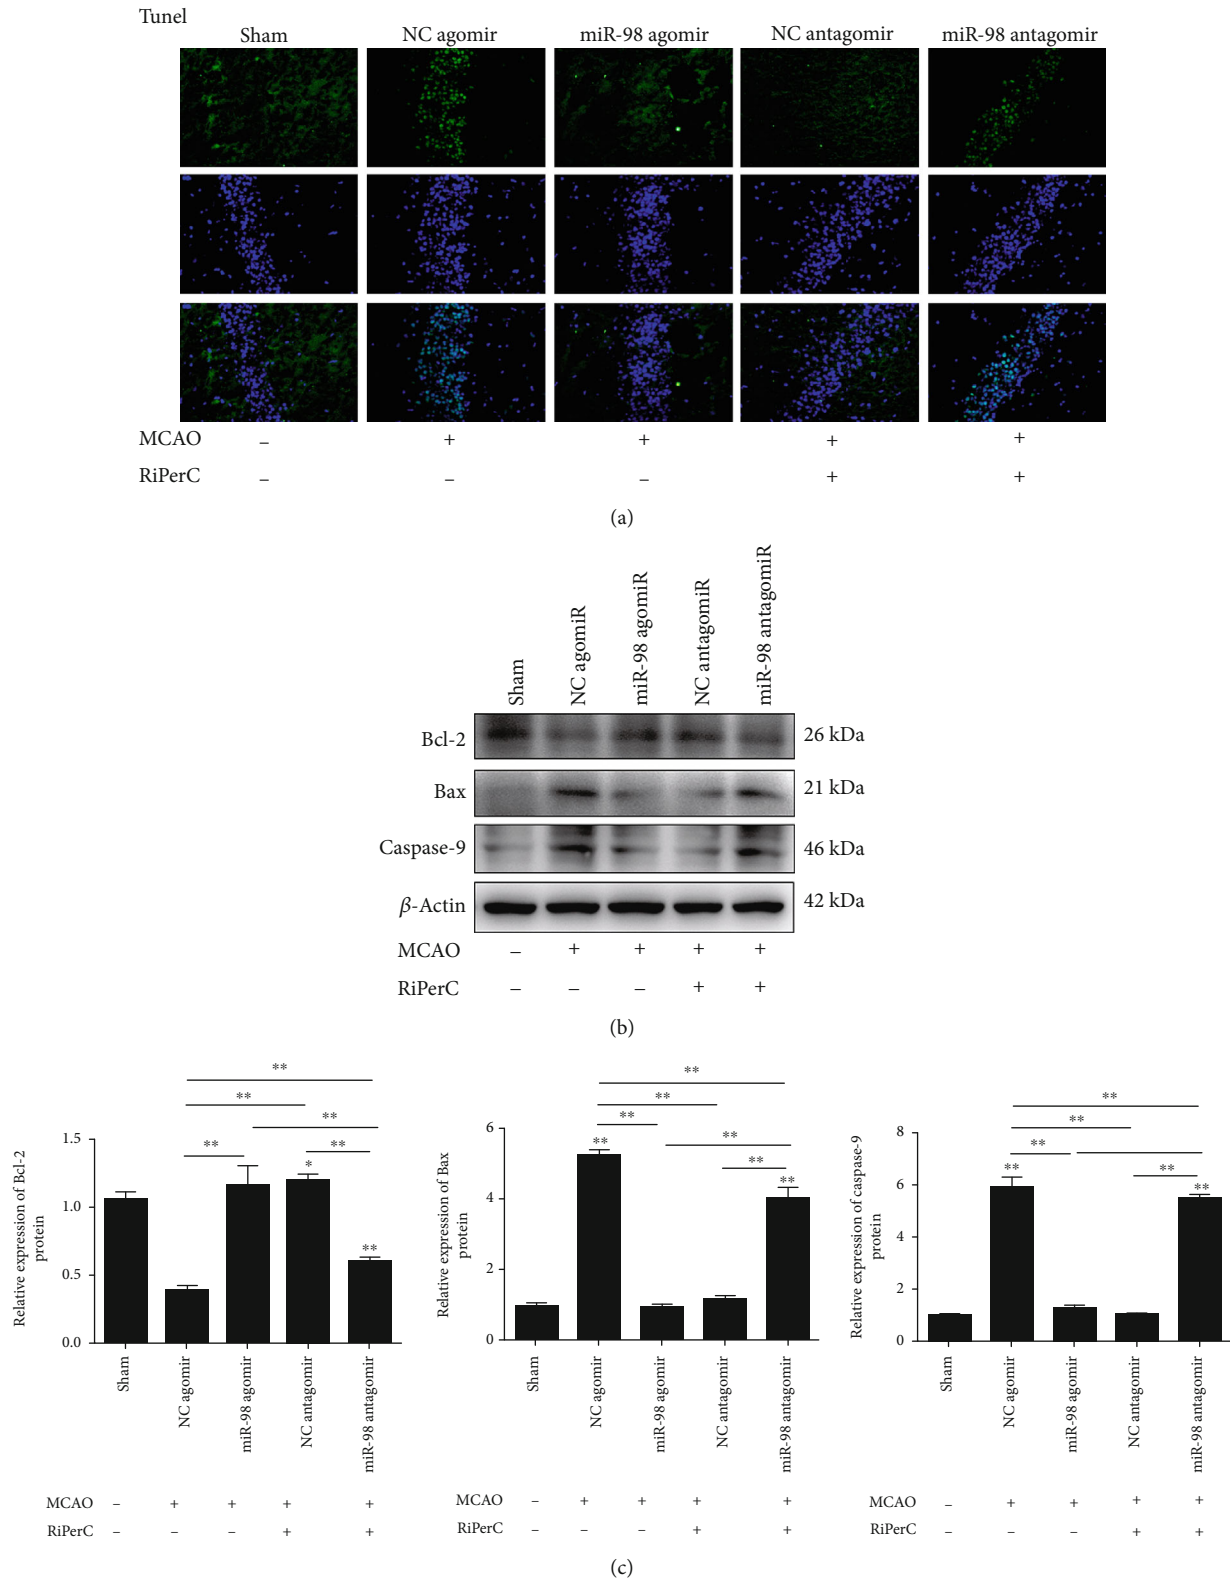 Tunel
Sham NC agomir miR-98 agomir NC antagomir miR-98 antagomir
MCAO – + + + +
RiPerC – – – + +
(a)
Sham NC agomiR miR-98 agomiR NC antagomiR miR-98 antagomiR
Bcl-2 26 kDa
Bax 21 kDa
Caspase-9 46 kDa
β-Actin 42 kDa
MCAO – + + + +
RiPerC – – – + +
(b)
Relative expression of Bcl-2
protein
1.5
1.0
0.5
0.0
**
**
**
**
**
*
**
Sham NC agomir miR-98 agomir NC antagomir miR-98 antagomir
MCAO – + + + +
RiPerC – – – + +
Relative expression of Bax
protein
6
4
2
0
**
**
**
**
**
**
**
Sham NC agomir miR-98 agomir NC antagomir miR-98 antagomir
MCAO – + + + +
RiPerC – – – + +
Relative expression of caspase-9
protein
8
6
4
2
0
**
**
**
**
**
**
**
Sham NC agomir miR-98 agomir NC antagomir miR-98 antagomir
MCAO – + + + +
RiPerC – – – + +
(c)